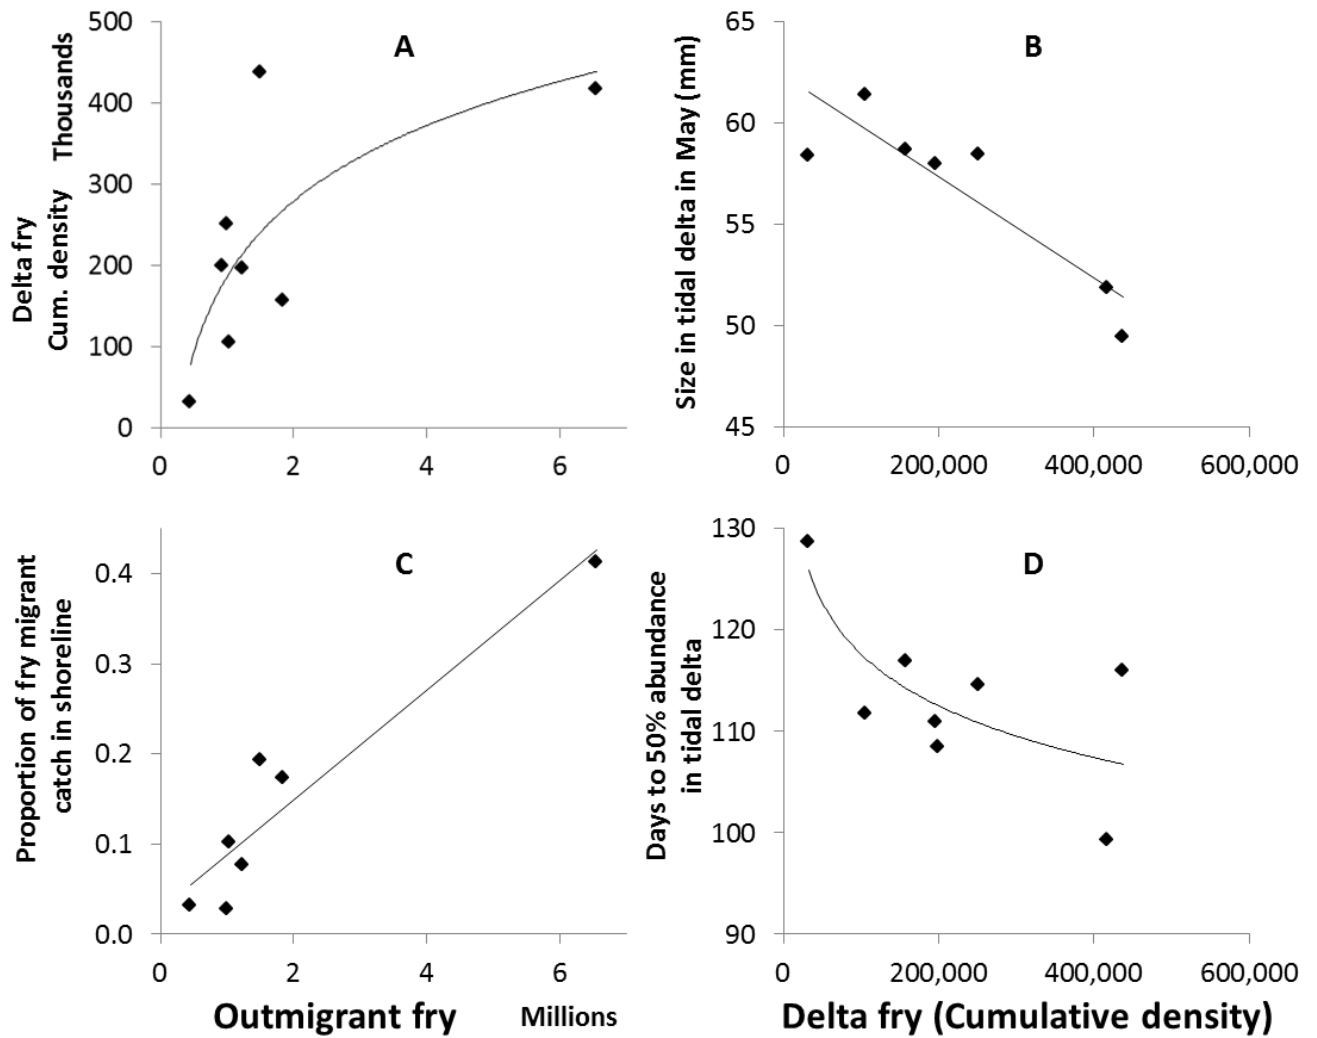 A
Delta fry
Cum. density Thousands
500
400
300
200
100
0
0 2 4 6
B
Size in tidal delta in May (mm)
65
60
55
50
45
0 200,000 400,000 600,000
C
Proportion of fry migrant
catch in shoreline
0.4
0.3
0.2
0.1
0.0
0 2 4 6
Outmigrant fry Millions
D
Days to 50% abundance
in tidal delta
130
120
110
100
90
0 200,000 400,000 600,000
Delta fry (Cumulative density)